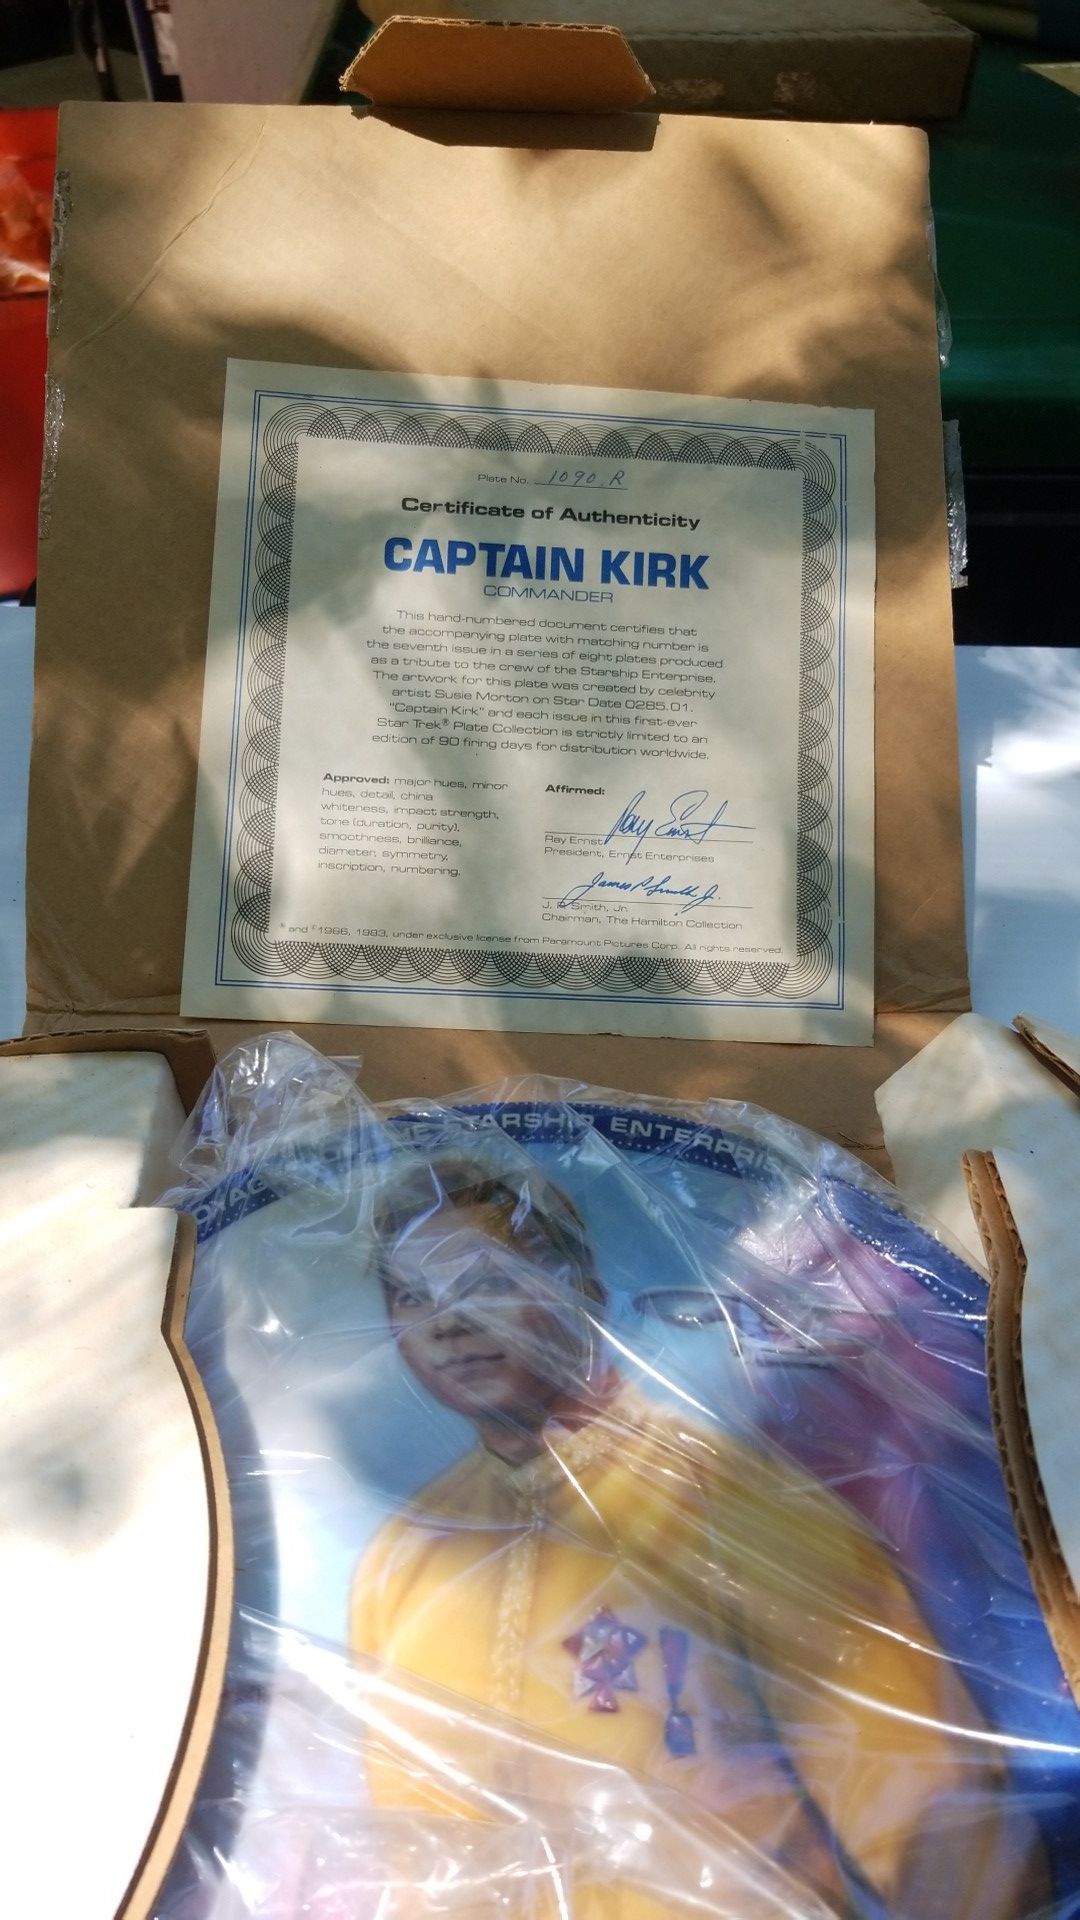 Plate No. 1090 R
Certificate of Authenticity
CAPTAIN KIRK
COMMANDER
This hand-numbered document certifies that
the accompanying plate with matching number is
the seventh issue in a series of eight plates produced
as a tribute to the crew of the Starship Enterprise.
The artwork for this plate was created by celebrity
artist Susie Morton on Star Date 0285.01.
"Captain Kirk" and each issue in this first-ever
Star Trek® Plate Collection is strictly limited to an
edition of 90 firing days for distribution worldwide.
Approved: major hues, minor
hues, detail, china
whiteness, impact strength,
tone (duration, purity),
smoothness, brilliance,
diameter, symmetry,
inscription, numbering.
Affirmed:
Ray Ernst
Ray Ernst
President, Ernst Enterprises
James P Smith Jr.
J. P. Smith, Jr.
Chairman, The Hamilton Collection
® and © 1966, 1983, under exclusive license from Paramount Pictures Corp. All rights reserved.
STARSHIP ENTERPRIS